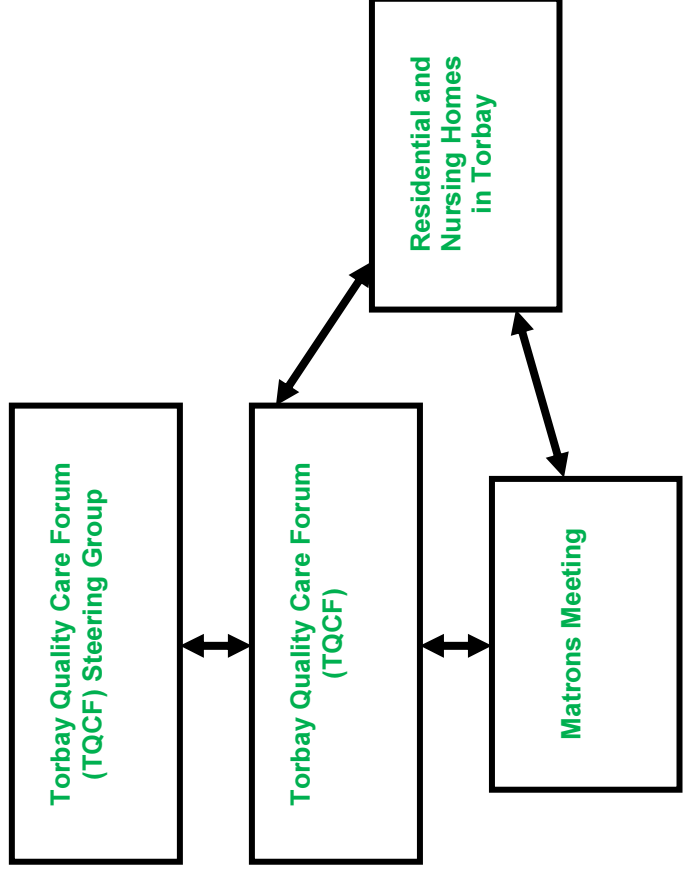 Torbay Quality Care Forum
(TQCF) Steering Group
Torbay Quality Care Forum
(TQCF)
Matrons Meeting
Residential and
Nursing Homes
in Torbay